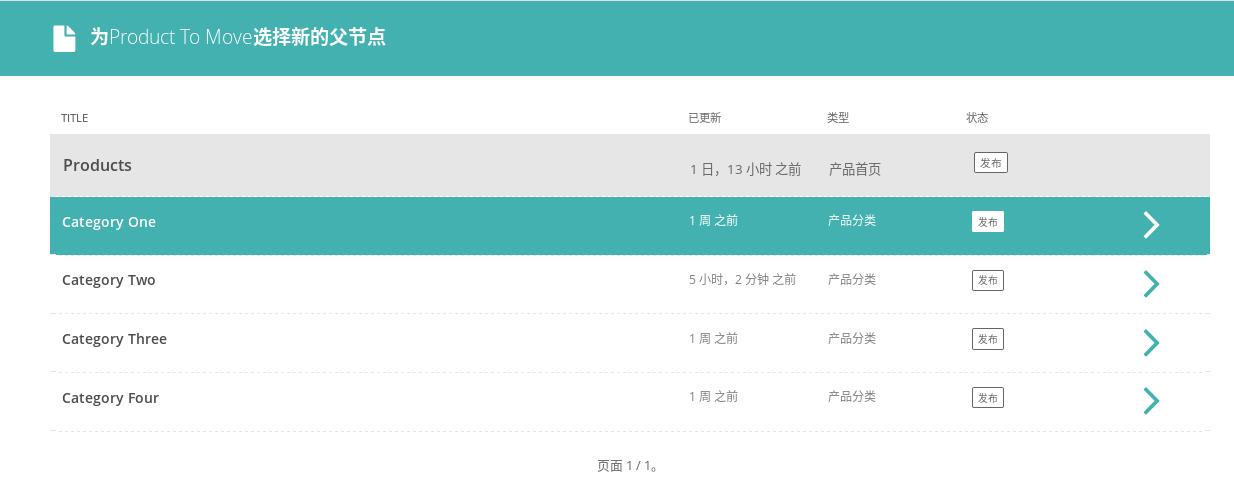 为Product To Move选择新的父节点
TITLE 已更新 类型 状态
Products 1 日，13 小时 之前 产品首页 发布
Category One 1 周 之前 产品分类 发布
Category Two 5 小时，2 分钟 之前 产品分类 发布
Category Three 1 周 之前 产品分类 发布
Category Four 1 周 之前 产品分类 发布
页面 1 / 1。